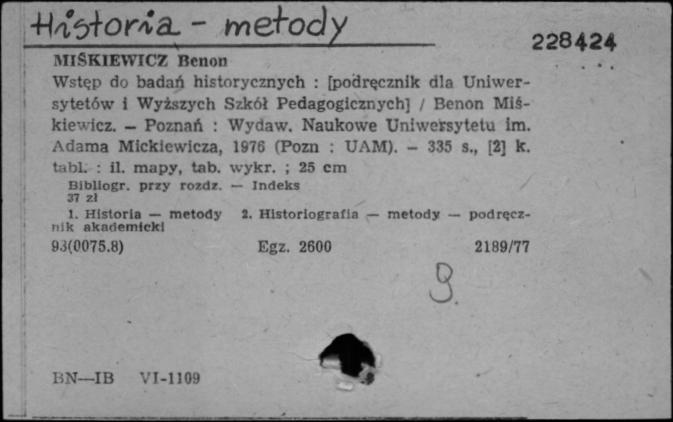 Historia - metody
228424
MIŚKIEWICZ Benon
Wstęp do badań historycznych : [podręcznik dla Uniwer-
sytetów i Wyższych Szkół Pedagogicznych] / Benon Miś-
kiewicz. — Poznań : Wydaw. Naukowe Uniwersytetu im.
Adama Mickiewicza, 1976 (Pozn : UAM). — 335 s., [2] k.
tabl. : il. mapy, tab. wykr. ; 25 cm
Bibliogr. przy rozdz. — Indeks
37 zł
1. Historia — metody 2. Historiografia — metody — podręcz-
nik akademicki
93(0075.8) Egz. 2600 2189/77
9.
BN—IB VI-1109